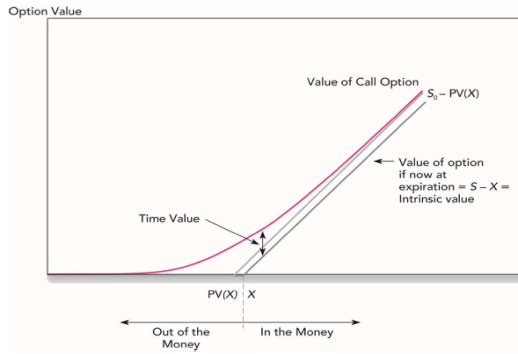 Option Value
Value of Call Option
S₀ – PV(X)
Value of option
if now at
expiration = S – X =
Intrinsic value
Time Value
PV(X) X
Out of the
Money
In the Money